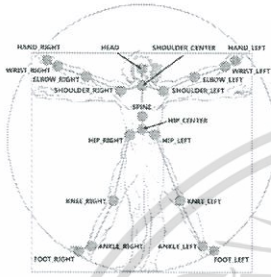 HAND_RIGHT HEAD SHOULDER_CENTER HAND_LEFT
WRIST_RIGHT WRIST_LEFT
ELBOW_RIGHT ELBOW_LEFT
SHOULDER_RIGHT SHOULDER_LEFT
SPINE
HIP_CENTER
HIP_RIGHT HIP_LEFT
KNEE_RIGHT KNEE_LEFT
ANKLE_RIGHT ANKLE_LEFT
FOOT_RIGHT FOOT_LEFT